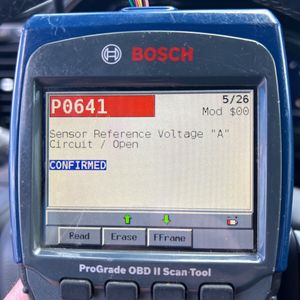 BOSCH
P0641
5/26
Mod $00
Sensor Reference Voltage "A"
Circuit / Open
CONFIRMED
Read Erase FFrame
ProGrade OBD II Scan Tool